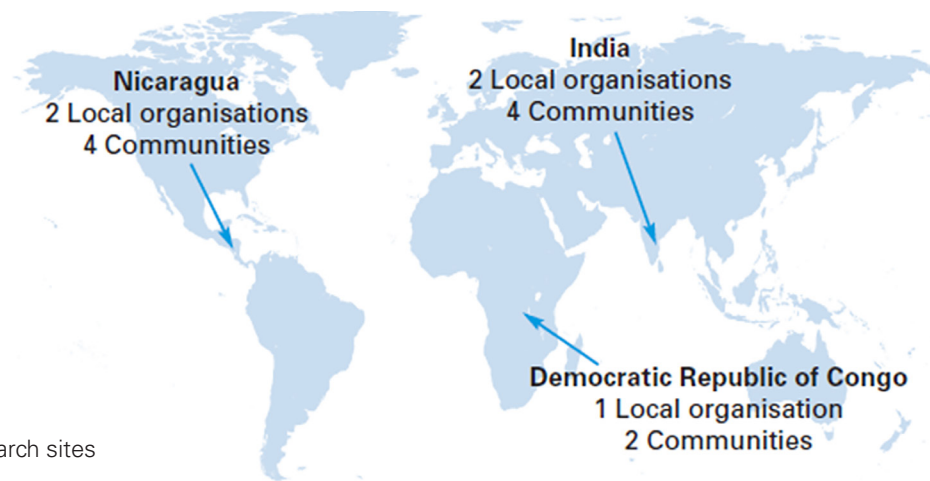 Nicaragua
2 Local organisations
4 Communities
India
2 Local organisations
4 Communities
Democratic Republic of Congo
1 Local organisation
2 Communities
arch sites